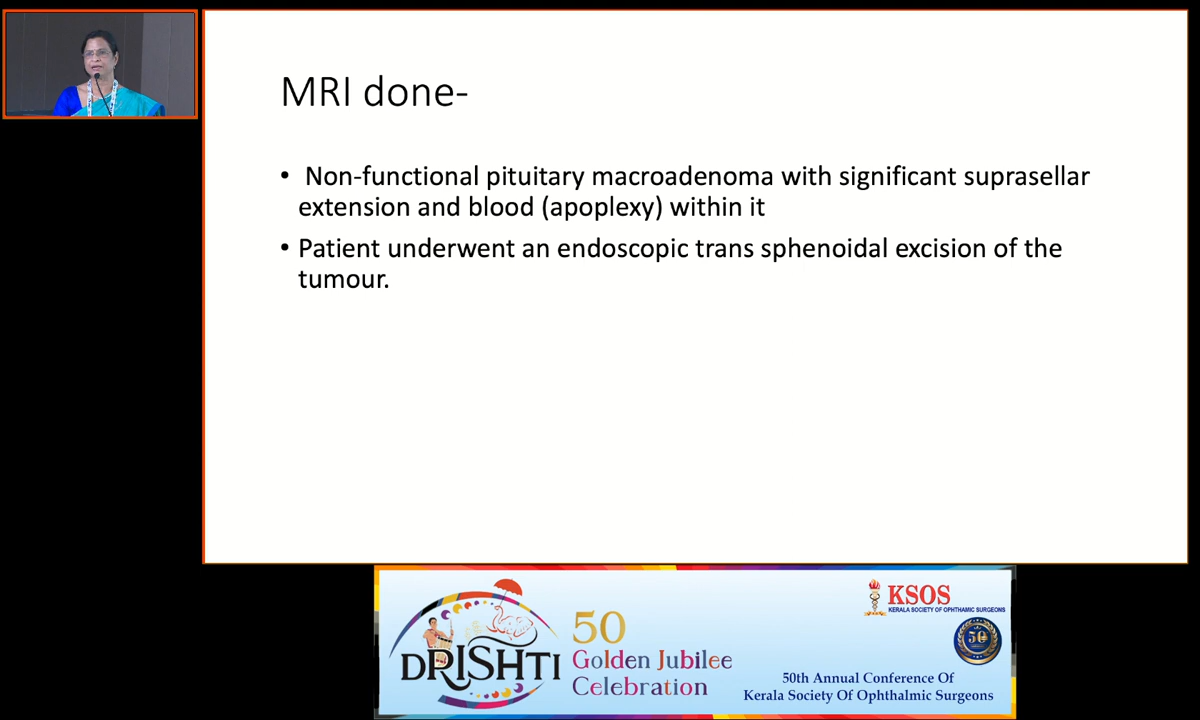 MRI done-
• Non-functional pituitary macroadenoma with significant suprasellar
extension and blood (apoplexy) within it
• Patient underwent an endoscopic trans sphenoidal excision of the
tumour.
DRISHTI
50
Golden Jubilee
Celebration
KSOS
KERALA SOCIETY OF OPHTHAMIC SURGEONS
50
50th Annual Conference Of
Kerala Society Of Ophthalmic Surgeons